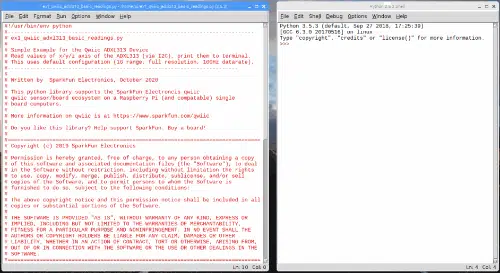 File Edit Format Run Options Window Help
#!/usr/bin/env python
# ex1_qwiic_adxl313_basic_readings.py
# Simple Example for the Qwiic ADXL313 Device
# Read values of x/y/z axis of the ADXL313 (via I2C), print them to terminal.
# This uses default configuration (1G range, full resolution, 100Hz datarate).
# Written by SparkFun Electronics, October 2020
# This python library supports the SparkFun Electroncis qwiic
# qwiic sensor/board ecosystem on a Raspberry Pi (and compatable) single
# board computers.
# More information on qwiic is at https://www.sparkfun.com/qwiic
# Do you like this library? Help support SparkFun. Buy a board!
# Copyright (c) 2019 SparkFun Electronics
# Permission is hereby granted, free of charge, to any person obtaining a copy
# of this software and associated documentation files (the "Software"), to deal
# in the Software without restriction, including without limitation the rights
# to use, copy, modify, merge, publish, distribute, sublicense, and/or sell
# copies of the Software, and to permit persons to whom the Software is
# furnished to do so, subject to the following conditions:
# The above copyright notice and this permission notice shall be included in all
# copies or substantial portions of the Software.
# THE SOFTWARE IS PROVIDED "AS IS", WITHOUT WARRANTY OF ANY KIND, EXPRESS OR
# IMPLIED, INCLUDING BUT NOT LIMITED TO THE WARRANTIES OF MERCHANTABILITY,
# FITNESS FOR A PARTICULAR PURPOSE AND NONINFRINGEMENT. IN NO EVENT SHALL THE
# AUTHORS OR COPYRIGHT HOLDERS BE LIABLE FOR ANY CLAIM, DAMAGES OR OTHER
# LIABILITY, WHETHER IN AN ACTION OF CONTRACT, TORT OR OTHERWISE, ARISING FROM,
# OUT OF OR IN CONNECTION WITH THE SOFTWARE OR THE USE OR OTHER DEALINGS IN THE
# SOFTWARE.
Ln: 10 Col: 0
File Edit Shell Debug Options Window Help
Python 3.5.3 (default, Sep 27 2018, 17:25:39)
[GCC 6.3.0 20170516] on linux
Type "copyright", "credits" or "license()" for more information.
>>>
Ln: 4 Col: 4